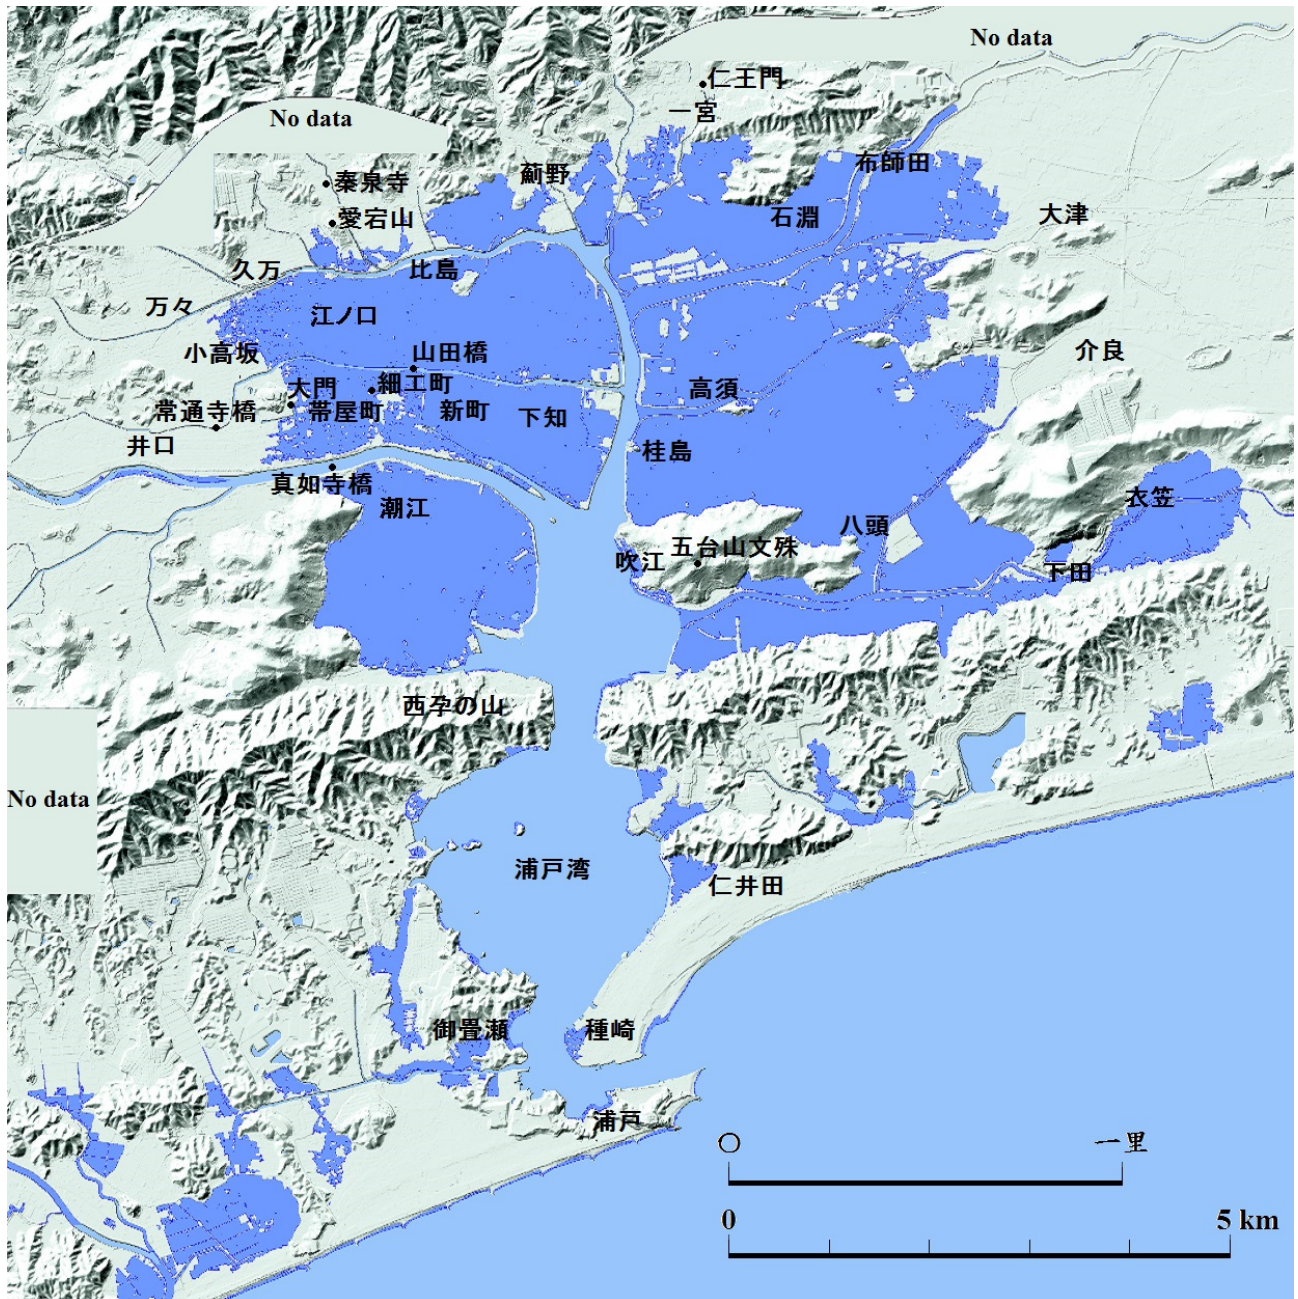 No data
仁王門
一宮
No data
薊野
布師田
秦泉寺
愛宕山
石淵
大津
久万
比島
万々
江ノ口
小高坂
山田橋
介良
大門
細工町
高須
常通寺橋
帯屋町
新町
下知
井口
桂島
真如寺橋
潮江
衣笠
八頭
吹江
五台山文殊
下田
西孕の山
No data
浦戸湾
仁井田
御畳瀬
種崎
浦戸
〇
一里
0
5 km